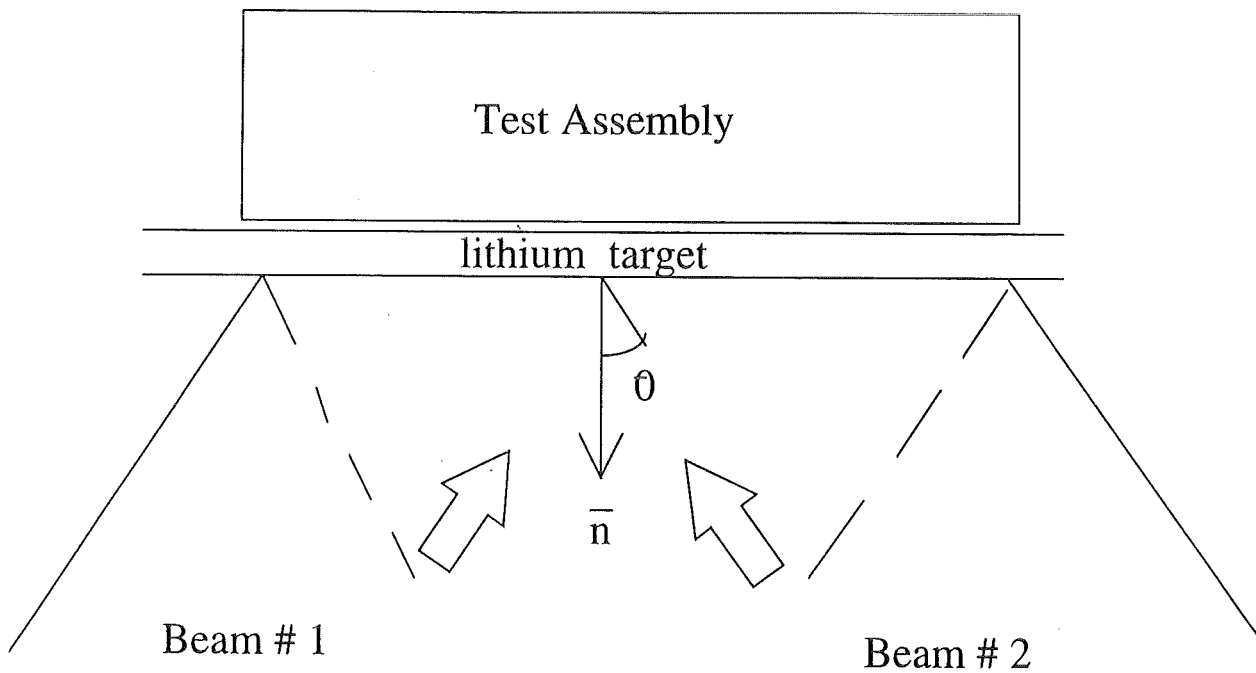 Test Assembly
lithium target
θ
n̄
Beam # 1
Beam # 2